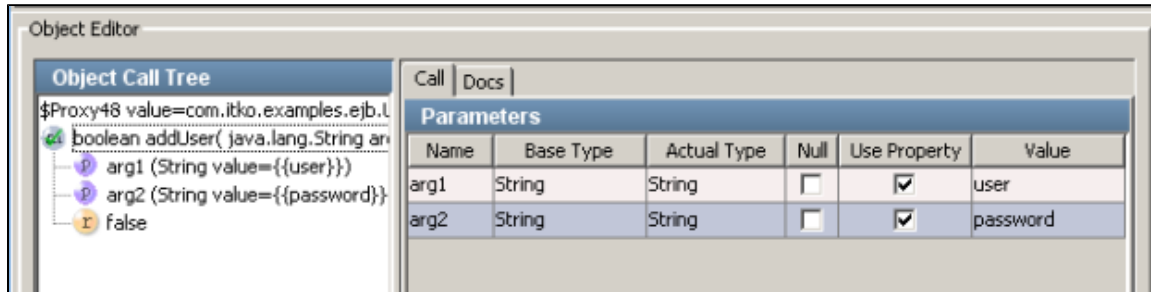 Object Editor
Object Call Tree
$Proxy48 value=com.itko.examples.ejb.U
boolean addUser( java.lang.String ar
P arg1 (String value={{user}})
P arg2 (String value={{password}}
r false
Call Docs
Parameters
Name Base Type Actual Type Null Use Property Value
arg1 String String user
arg2 String String password